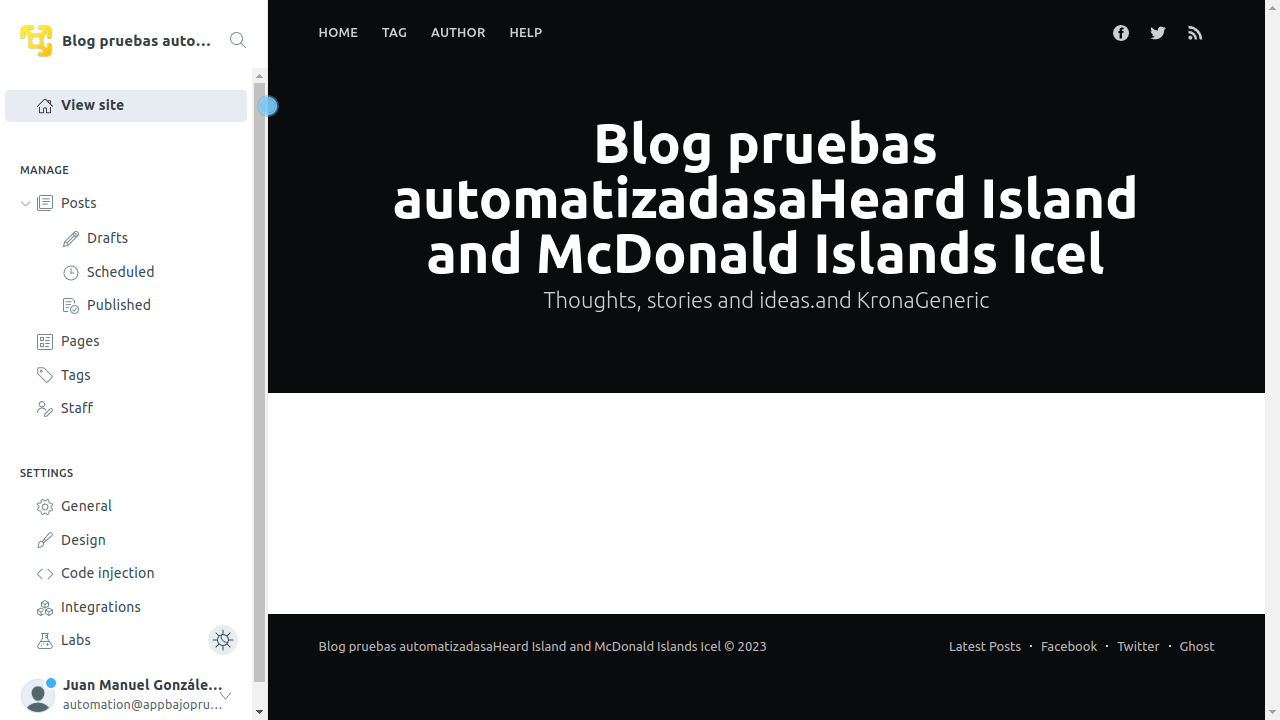 Blog pruebas auto…
View site
MANAGE
Posts
Drafts
Scheduled
Published
Pages
Tags
Staff
SETTINGS
General
Design
Code injection
Integrations
Labs
Juan Manuel Gonzále…
automation@appbajopru…
HOME TAG AUTHOR HELP
Blog pruebas
automatizadasaHeard Island
and McDonald Islands Icel
Thoughts, stories and ideas.and KronaGeneric
Blog pruebas automatizadasaHeard Island and McDonald Islands Icel © 2023
Latest Posts • Facebook • Twitter • Ghost